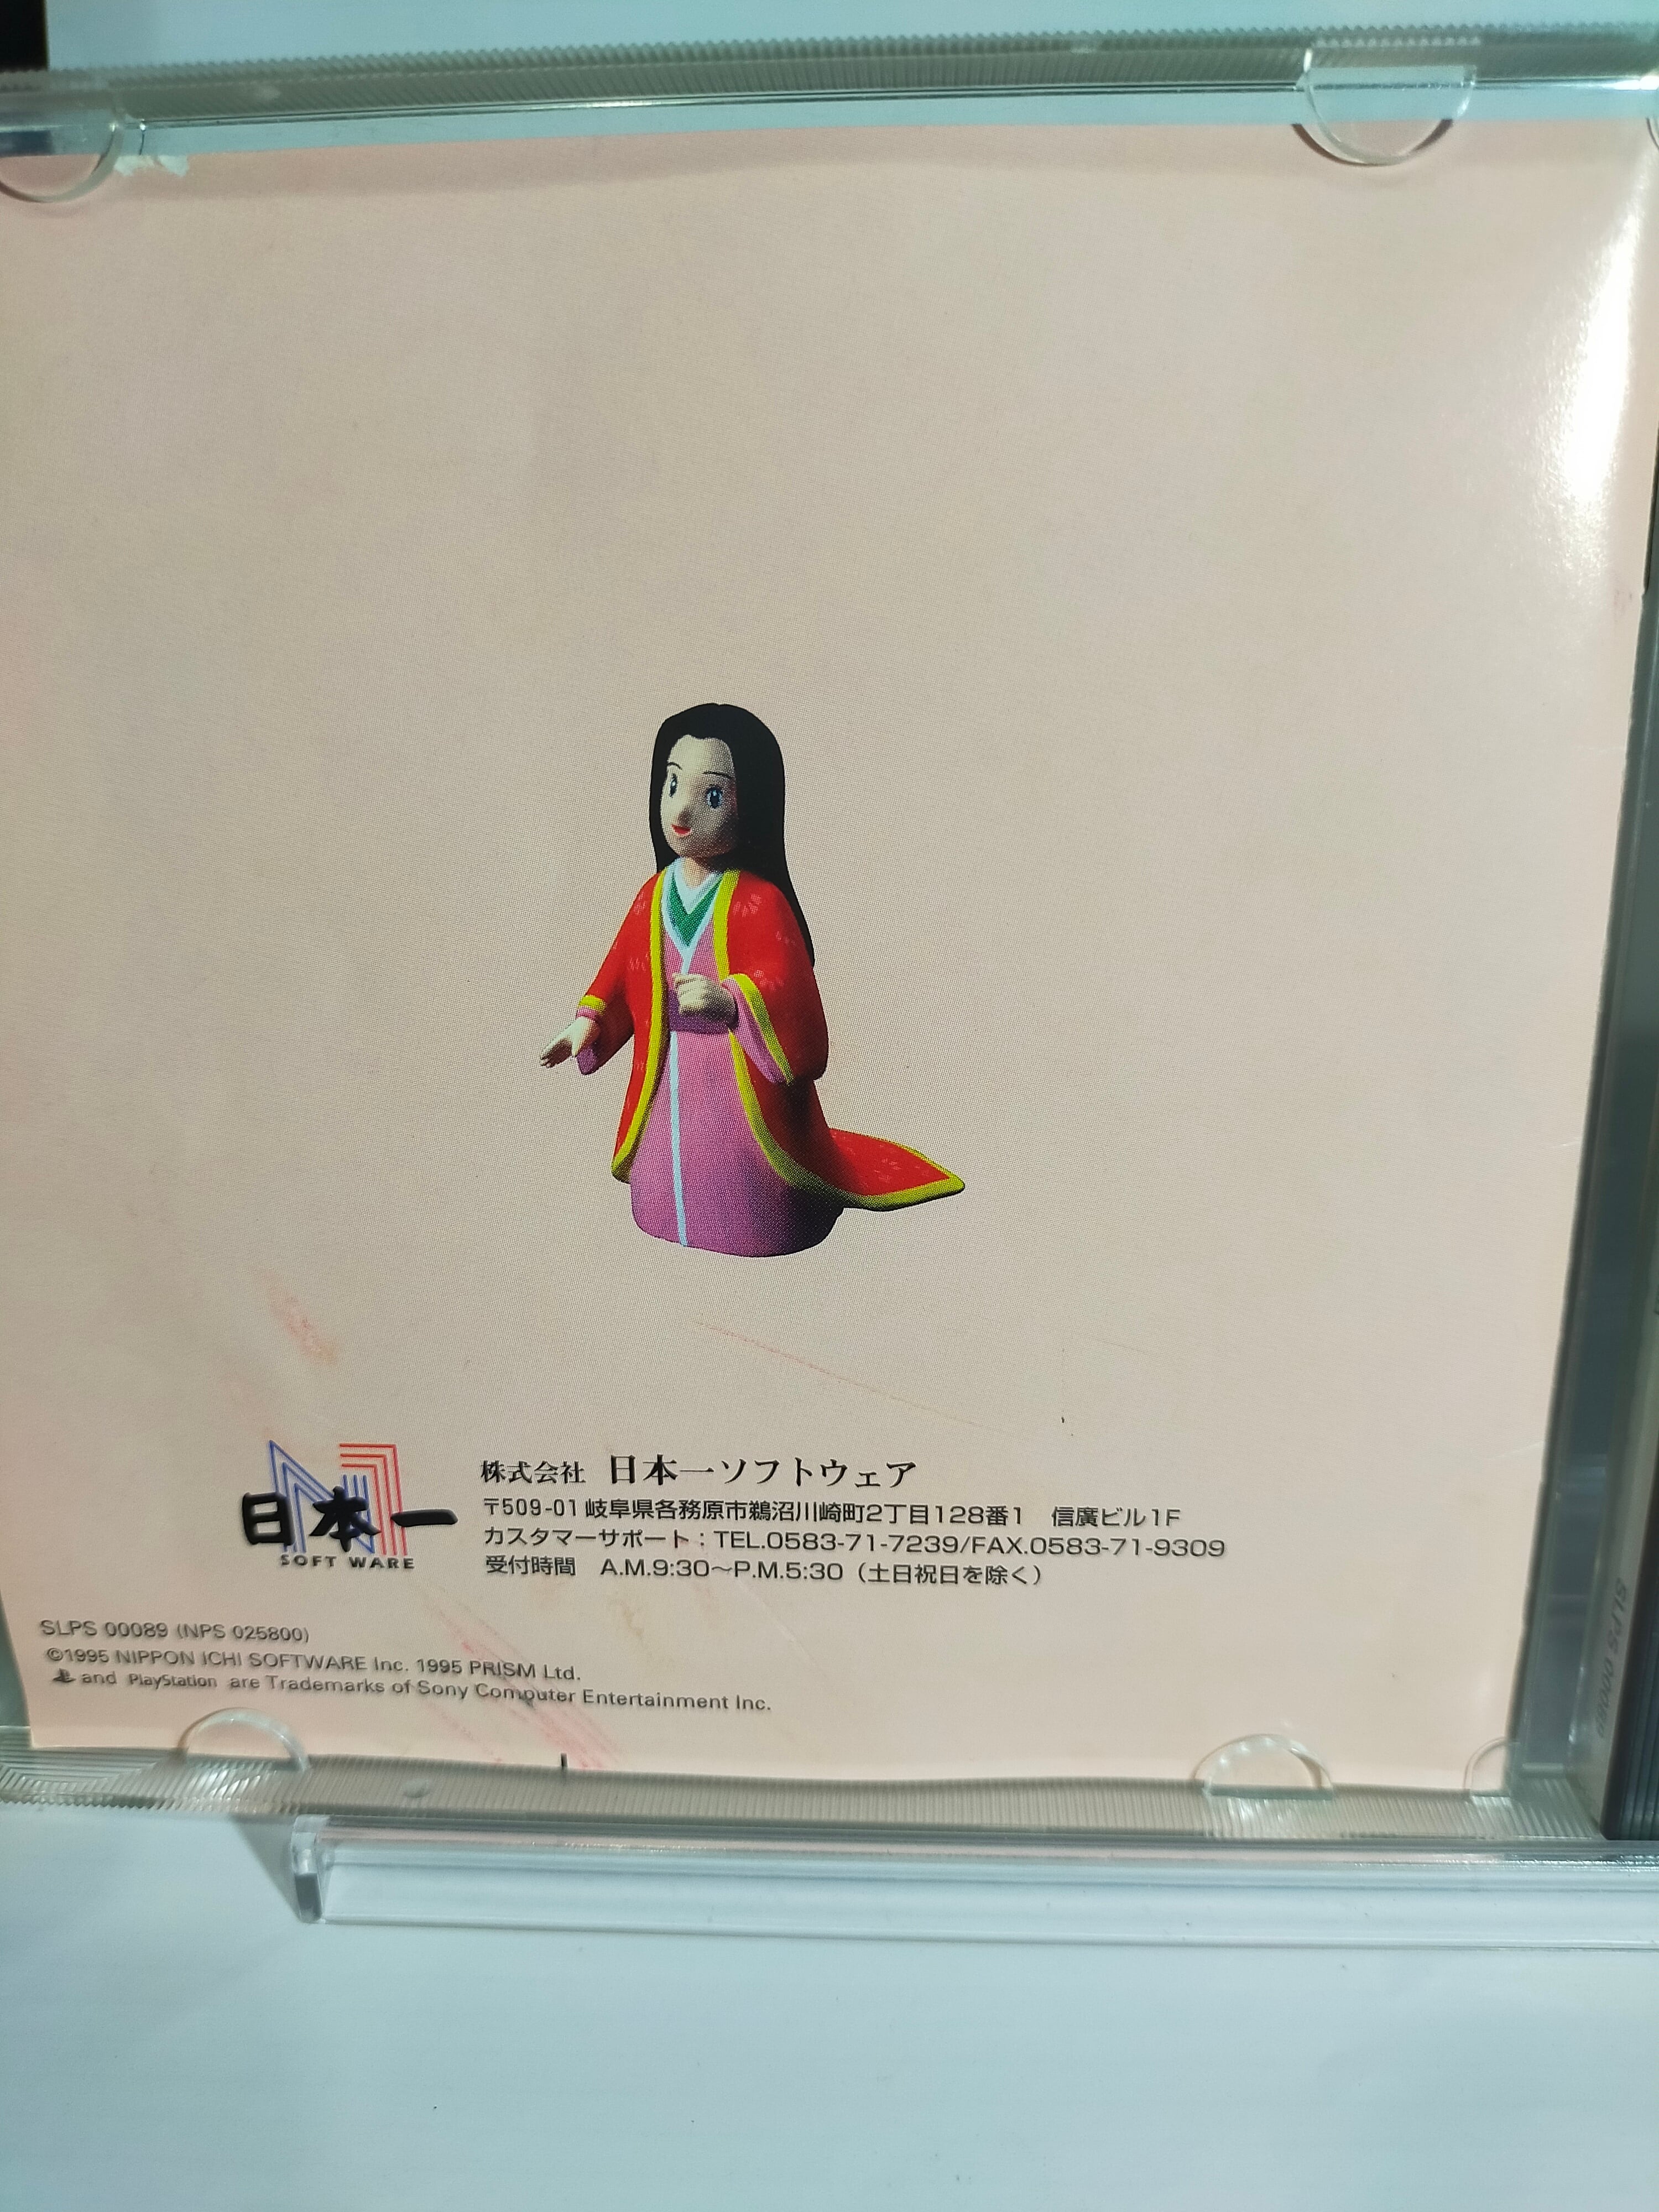 日本一
SOFT WARE
株式会社 日本一ソフトウェア
〒509-01 岐阜県各務原市鵜沼川崎町2丁目128番1 信廣ビル1F
カスタマーサポート：TEL.0583-71-7239/FAX.0583-71-9309
受付時間 A.M.9:30～P.M.5:30（土日祝日を除く）
SLPS 00089 (NPS 025800)
©1995 NIPPON ICHI SOFTWARE Inc. 1995 PRISM Ltd.
and PlayStation are Trademarks of Sony Computer Entertainment Inc.
SLPS 00089